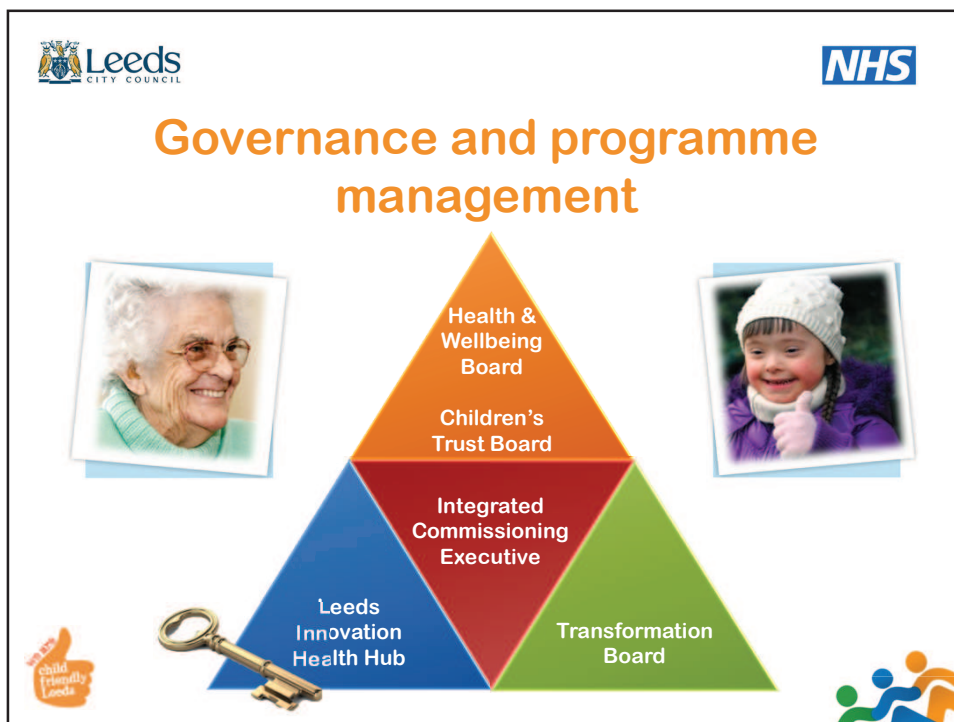 Leeds
CITY COUNCIL
NHS
Governance and programme
management
Health &
Wellbeing
Board
Children's
Trust Board
Integrated
Commissioning
Executive
Leeds
Innovation
Health Hub
Transformation
Board
child
friendly
Leeds